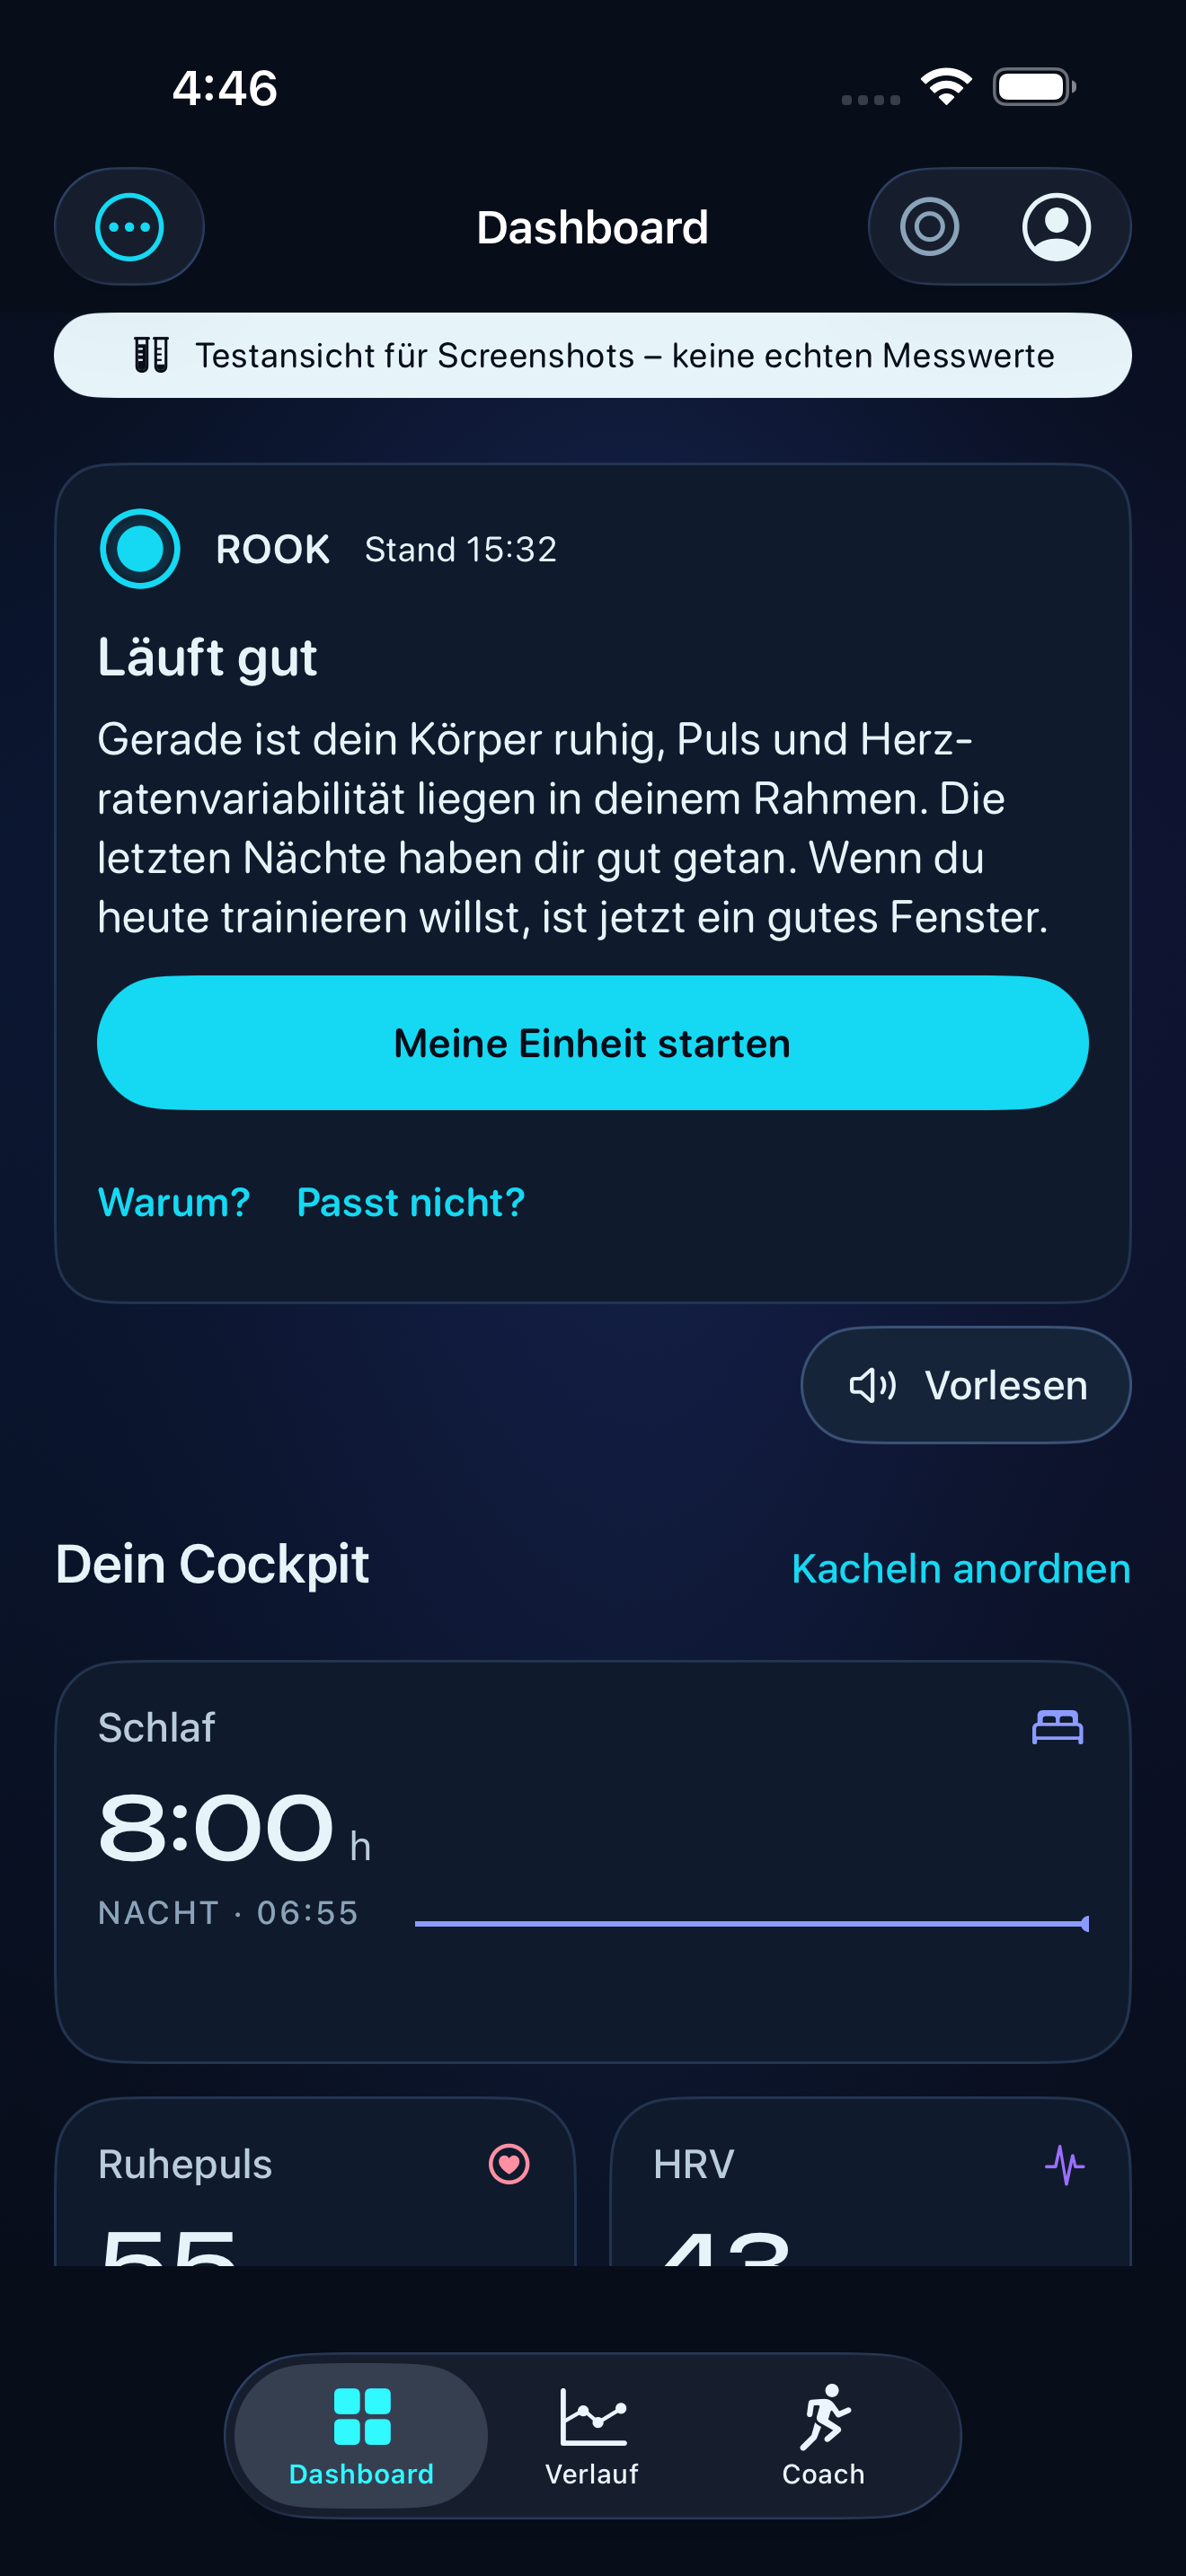 4:46
Dashboard
Testansicht für Screenshots – keine echten Messwerte
ROOK Stand 15:32
Läuft gut
Gerade ist dein Körper ruhig, Puls und Herz-
ratenvariabilität liegen in deinem Rahmen. Die
letzten Nächte haben dir gut getan. Wenn du
heute trainieren willst, ist jetzt ein gutes Fenster.
Meine Einheit starten
Warum? Passt nicht?
Vorlesen
Dein Cockpit Kacheln anordnen
Schlaf
8:00 h
NACHT · 06:55
Ruhepuls HRV
55 43
Dashboard Verlauf Coach